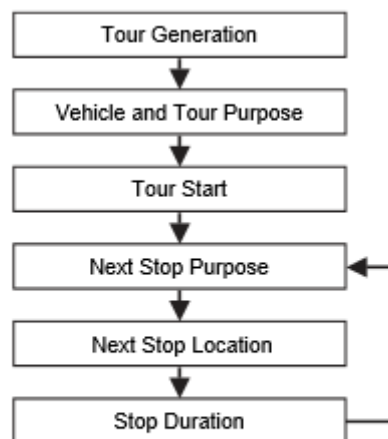 Tour Generation
Vehicle and Tour Purpose
Tour Start
Next Stop Purpose
Next Stop Location
Stop Duration